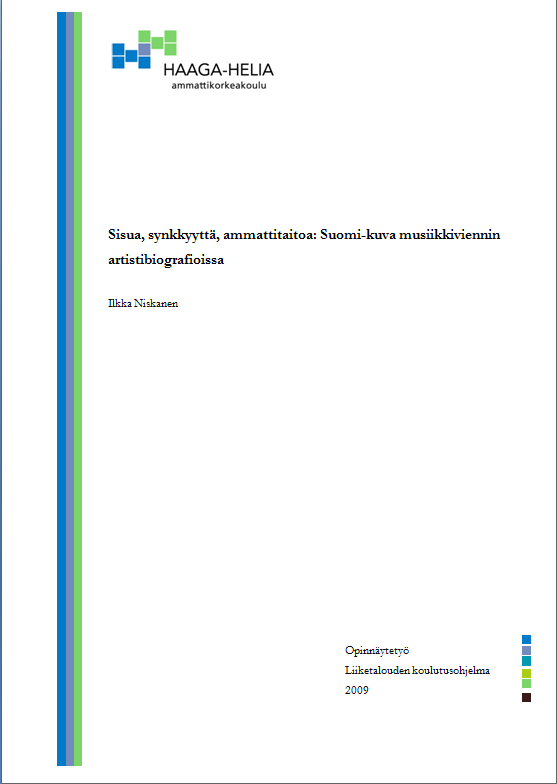 HAAGA-HELIA
ammattikorkeakoulu
Sisua, synkkyyttä, ammattitaitoa: Suomi-kuva musiikkiviennin
artistibiografioissa
Ilkka Niskanen
Opinnäytetyö
Liiketalouden koulutusohjelma
2009